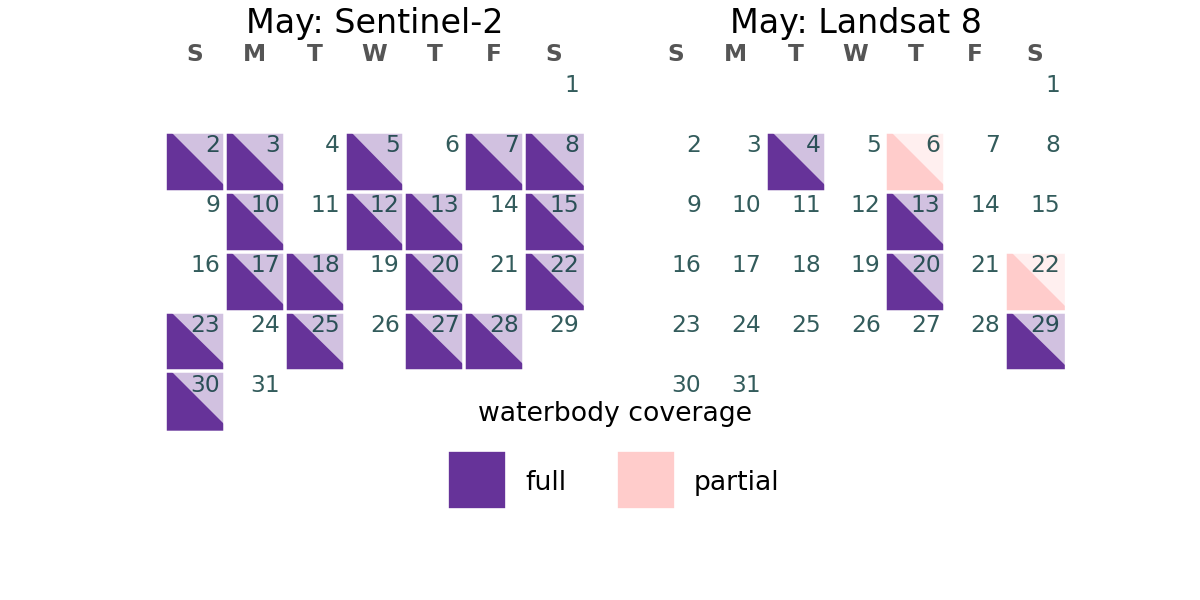 May: Sentinel-2
S M T W T F S
1
2 3 4 5 6 7 8
9 10 11 12 13 14 15
16 17 18 19 20 21 22
23 24 25 26 27 28 29
30 31
May: Landsat 8
S M T W T F S
1
2 3 4 5 6 7 8
9 10 11 12 13 14 15
16 17 18 19 20 21 22
23 24 25 26 27 28 29
30 31
waterbody coverage
full
partial